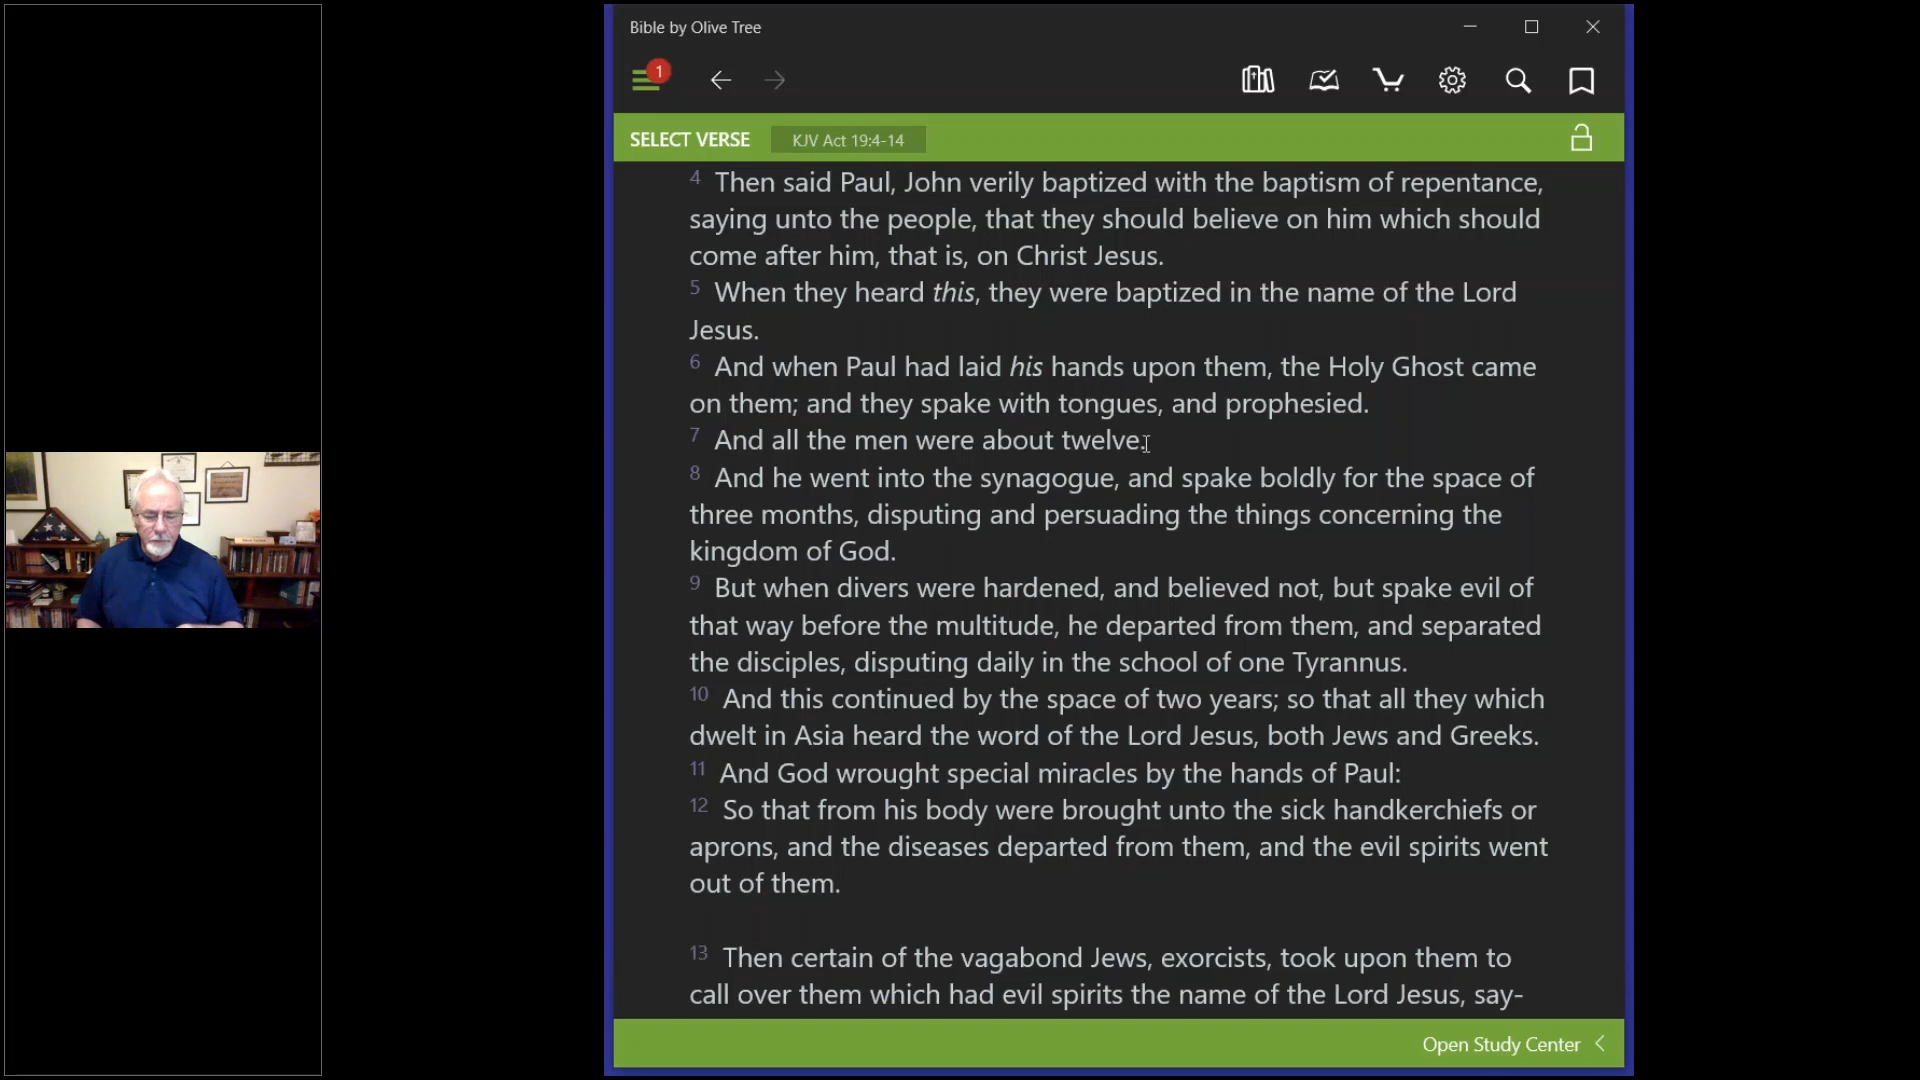 Bible by Olive Tree
1
SELECT VERSE
KJV Act 19:4-14
4 Then said Paul, John verily baptized with the baptism of repentance,
saying unto the people, that they should believe on him which should
come after him, that is, on Christ Jesus.
5 When they heard this, they were baptized in the name of the Lord
Jesus.
6 And when Paul had laid his hands upon them, the Holy Ghost came
on them; and they spake with tongues, and prophesied.
7 And all the men were about twelve.
8 And he went into the synagogue, and spake boldly for the space of
three months, disputing and persuading the things concerning the
kingdom of God.
9 But when divers were hardened, and believed not, but spake evil of
that way before the multitude, he departed from them, and separated
the disciples, disputing daily in the school of one Tyrannus.
10 And this continued by the space of two years; so that all they which
dwelt in Asia heard the word of the Lord Jesus, both Jews and Greeks.
11 And God wrought special miracles by the hands of Paul:
12 So that from his body were brought unto the sick handkerchiefs or
aprons, and the diseases departed from them, and the evil spirits went
out of them.
13 Then certain of the vagabond Jews, exorcists, took upon them to
call over them which had evil spirits the name of the Lord Jesus, say-
Open Study Center